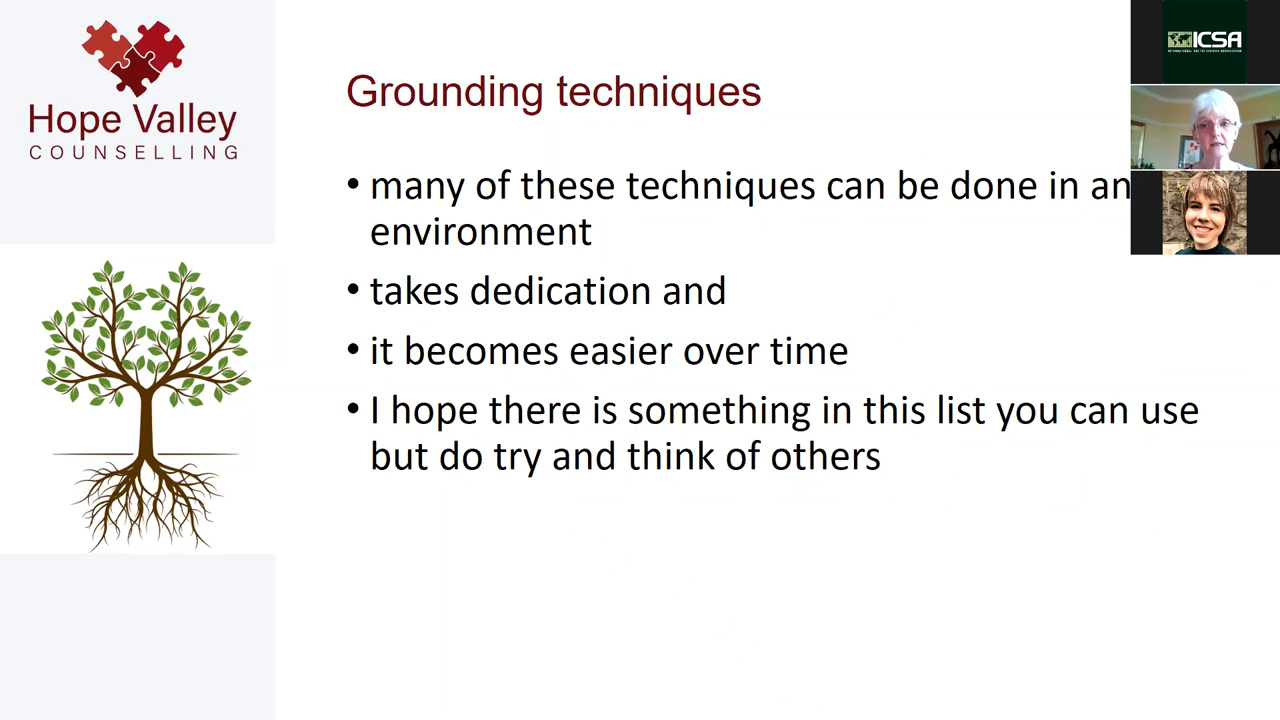 Hope Valley
COUNSELLING
Grounding techniques
• many of these techniques can be done in an
environment
• takes dedication and
• it becomes easier over time
• I hope there is something in this list you can use
but do try and think of others
ICSA